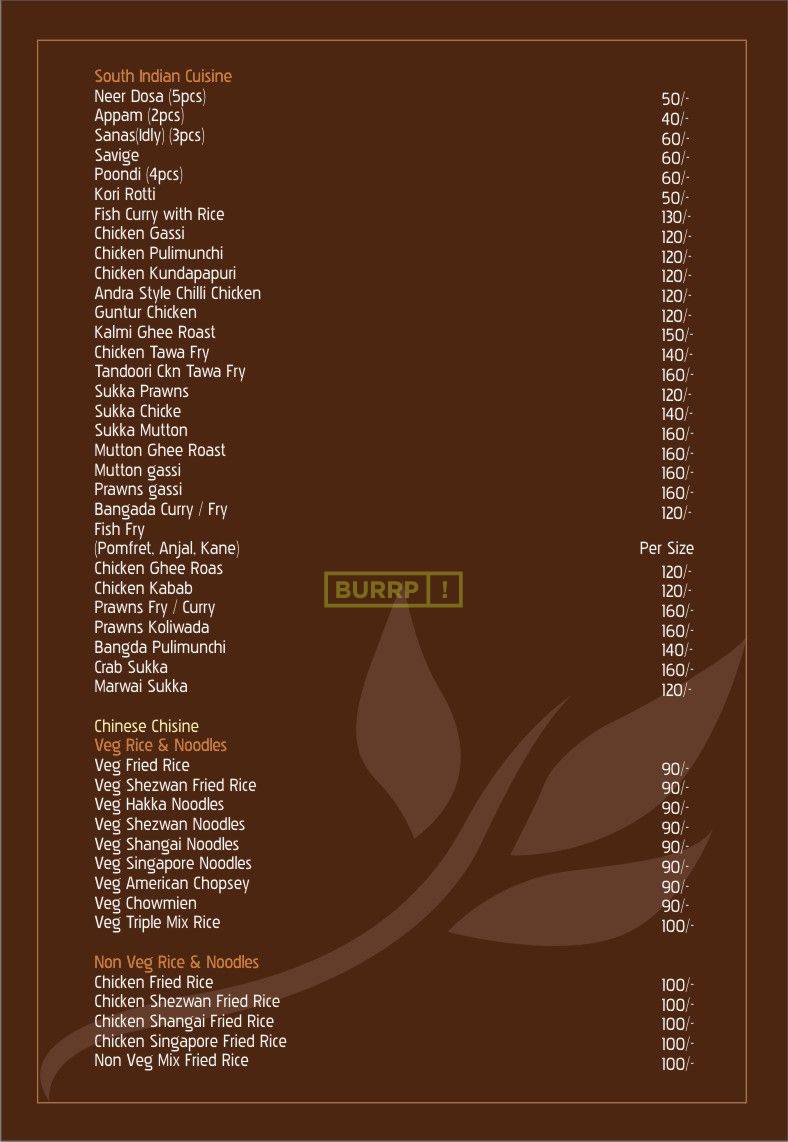 South Indian Cuisine
Neer Dosa (5pcs) 50/-
Appam (2pcs) 40/-
Sanas(Idly) (3pcs) 60/-
Savige 60/-
Poondi (4pcs) 60/-
Kori Rotti 50/-
Fish Curry with Rice 130/-
Chicken Gassi 120/-
Chicken Pulimunchi 120/-
Chicken Kundapapuri 120/-
Andra Style Chilli Chicken 120/-
Guntur Chicken 120/-
Kalmi Ghee Roast 150/-
Chicken Tawa Fry 140/-
Tandoori Ckn Tawa Fry 160/-
Sukka Prawns 120/-
Sukka Chicke 140/-
Sukka Mutton 160/-
Mutton Ghee Roast 160/-
Mutton gassi 160/-
Prawns gassi 160/-
Bangada Curry / Fry 120/-
Fish Fry
(Pomfret, Anjal, Kane) Per Size
Chicken Ghee Roas 120/-
Chicken Kabab 120/-
BURRP !
Prawns Fry / Curry 160/-
Prawns Koliwada 160/-
Bangda Pulimunchi 140/-
Crab Sukka 160/-
Marwai Sukka 120/-
Chinese Chisine
Veg Rice & Noodles
Veg Fried Rice 90/-
Veg Shezwan Fried Rice 90/-
Veg Hakka Noodles 90/-
Veg Shezwan Noodles 90/-
Veg Shangai Noodles 90/-
Veg Singapore Noodles 90/-
Veg American Chopsey 90/-
Veg Chowmien 90/-
Veg Triple Mix Rice 100/-
Non Veg Rice & Noodles
Chicken Fried Rice 100/-
Chicken Shezwan Fried Rice 100/-
Chicken Shangai Fried Rice 100/-
Chicken Singapore Fried Rice 100/-
Non Veg Mix Fried Rice 100/-